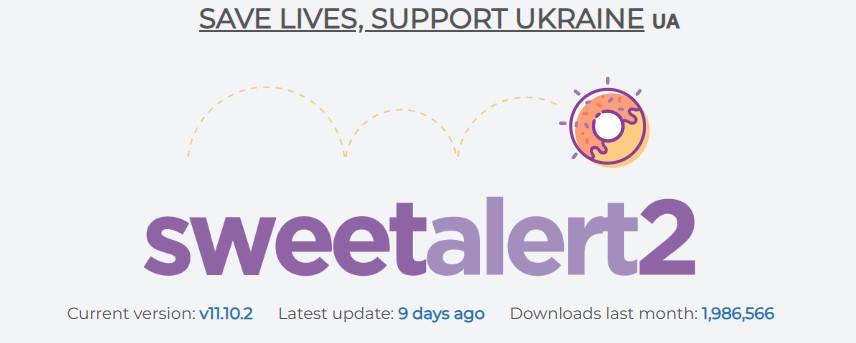 SAVE LIVES, SUPPORT UKRAINE UA
sweetalert2
Current version: v11.10.2 Latest update: 9 days ago Downloads last month: 1,986,566